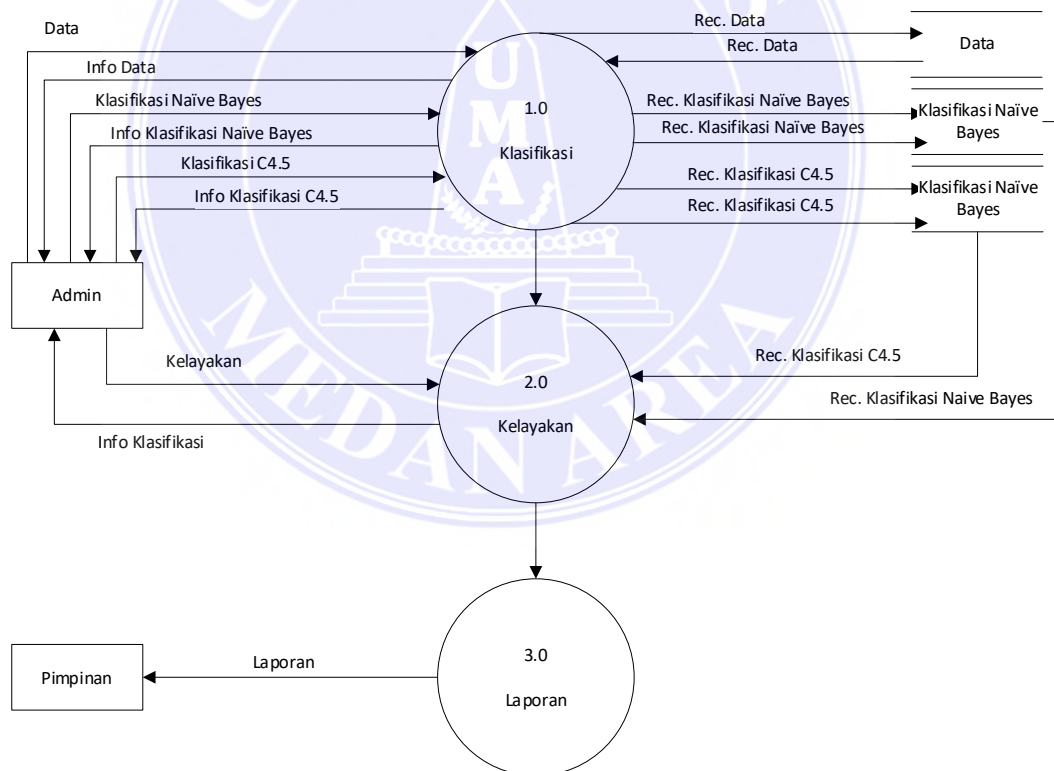 Data
Rec. Data
Rec. Data
Data
Info Data
Klasifikasi Naïve Bayes
Info Klasifikasi Naïve Bayes
Klasifikasi C4.5
Info Klasifikasi C4.5
1.0
Klasifikasi
Rec. Klasifikasi Naïve Bayes
Rec. Klasifikasi Naïve Bayes
Klasifikasi Naïve
Bayes
Rec. Klasifikasi C4.5
Rec. Klasifikasi C4.5
Klasifikasi Naïve
Bayes
Admin
Kelayakan
Info Klasifikasi
2.0
Kelayakan
Rec. Klasifikasi C4.5
Rec. Klasifikasi Naive Bayes
3.0
Laporan
Laporan
Pimpinan
UMA
MEDAN AREA